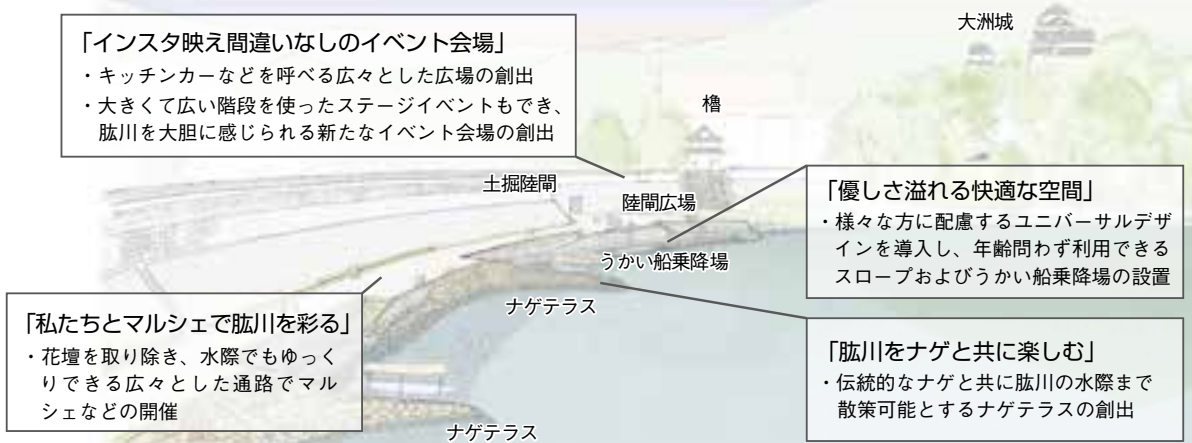 大洲城
「インスタ映え間違いなしのイベント会場」
・キッチンカーなどを呼べる広々とした広場の創出
・大きくて広い階段を使ったステージイベントもでき、
肱川を大胆に感じられる新たなイベント会場の創出
櫓
土掘陸閘
陸閘広場
うかい船乗降場
「優しさ溢れる快適な空間」
・様々な方に配慮するユニバーサルデザ
インを導入し、年齢問わず利用できる
スロープおよびうかい船乗降場の設置
ナゲテラス
「私たちとマルシェで肱川を彩る」
・花壇を取り除き、水際でもゆっく
りできる広々とした通路でマル
シェなどの開催
「肱川をナゲと共に楽しむ」
・伝統的なナゲと共に肱川の水際まで
散策可能とするナゲテラスの創出
ナゲテラス